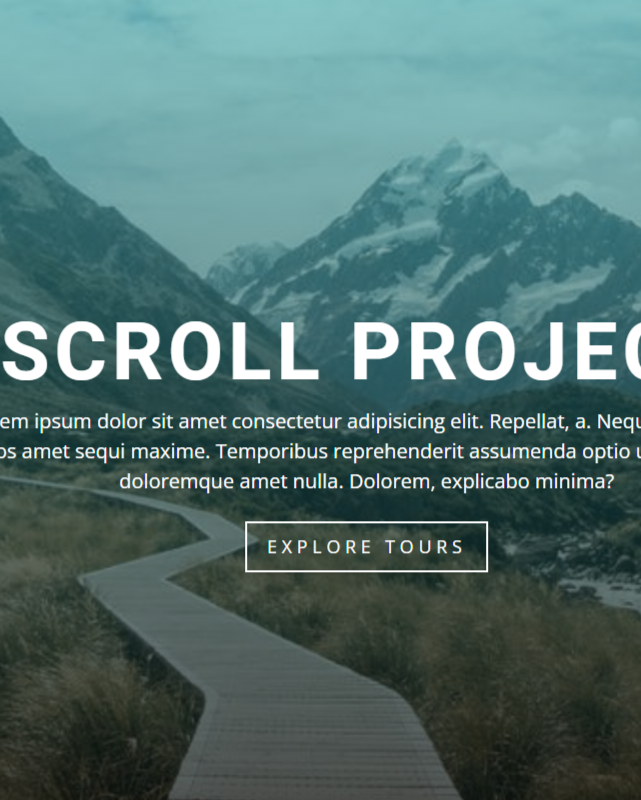 SCROLL PROJEC
em ipsum dolor sit amet consectetur adipisicing elit. Repellat, a. Nequ
os amet sequi maxime. Temporibus reprehenderit assumenda optio u
doloremque amet nulla. Dolorem, explicabo minima?
EXPLORE TOURS